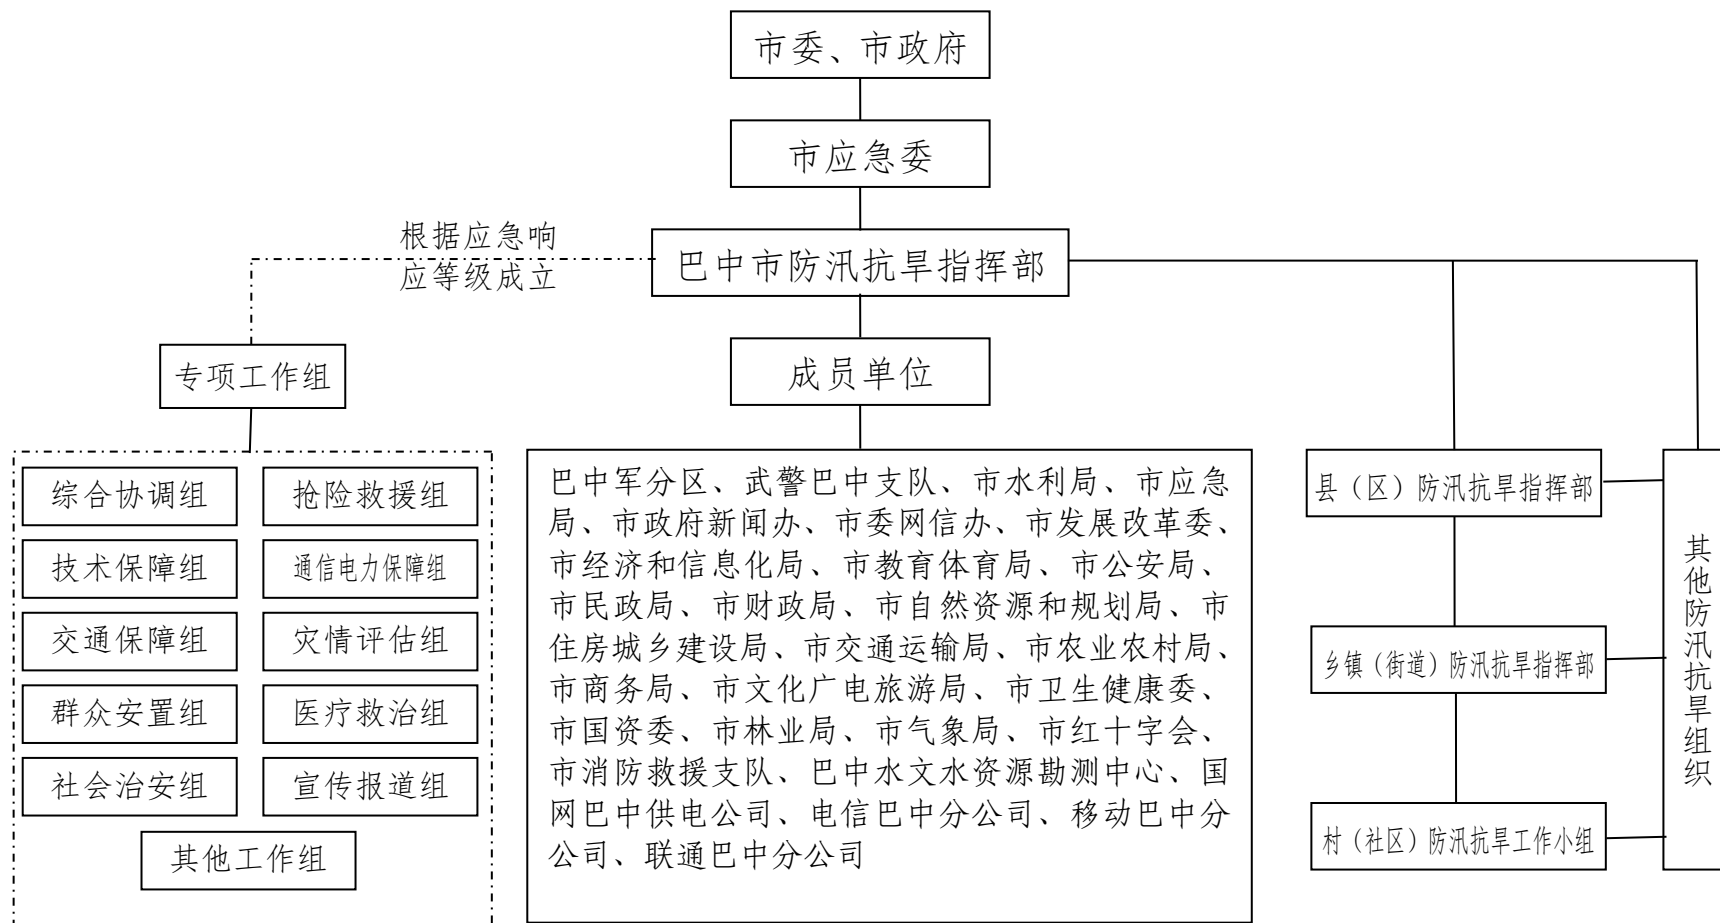 市委、市政府
市应急委
根据应急响
应等级成立
巴中市防汛抗旱指挥部
专项工作组
成员单位
综合协调组
抢险救援组
技术保障组
通信电力保障组
交通保障组
灾情评估组
群众安置组
医疗救治组
社会治安组
宣传报道组
其他工作组
巴中军分区、武警巴中支队、市水利局、市应急
局、市政府新闻办、市委网信办、市发展改革委、
市经济和信息化局、市教育体育局、市公安局、
市民政局、市财政局、市自然资源和规划局、市
住房城乡建设局、市交通运输局、市农业农村局、
市商务局、市文化广电旅游局、市卫生健康委、
市国资委、市林业局、市气象局、市红十字会、
市消防救援支队、巴中水文水资源勘测中心、国
网巴中供电公司、电信巴中分公司、移动巴中分
公司、联通巴中分公司
县（区）防汛抗旱指挥部
乡镇（街道）防汛抗旱指挥部
村（社区）防汛抗旱工作小组
其他防汛抗旱组织